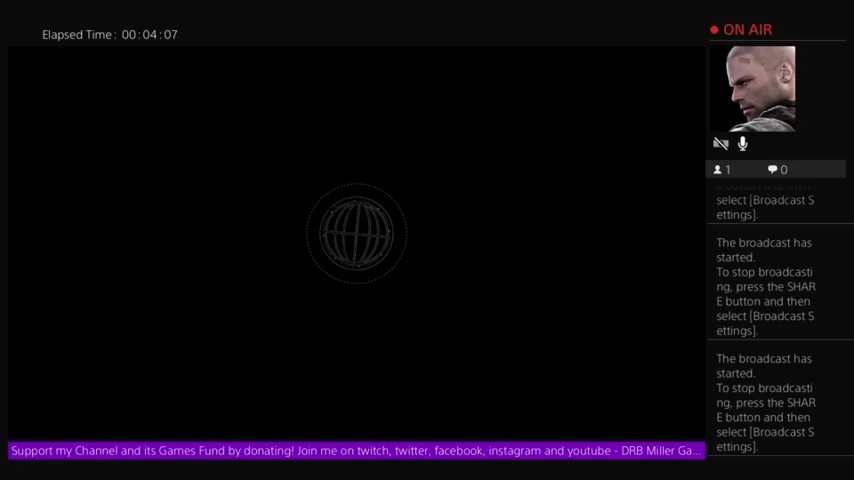 Elapsed Time: 00:04:07
ON AIR
1
0
E button and then
select [Broadcast S
ettings].
The broadcast has
started.
To stop broadcasti
ng, press the SHAR
E button and then
select [Broadcast S
ettings].
The broadcast has
started.
To stop broadcasti
ng, press the SHAR
E button and then
select [Broadcast S
ettings].
Support my Channel and its Games Fund by donating! Join me on twitch, twitter, facebook, instagram and youtube - DRB Miller Ga...